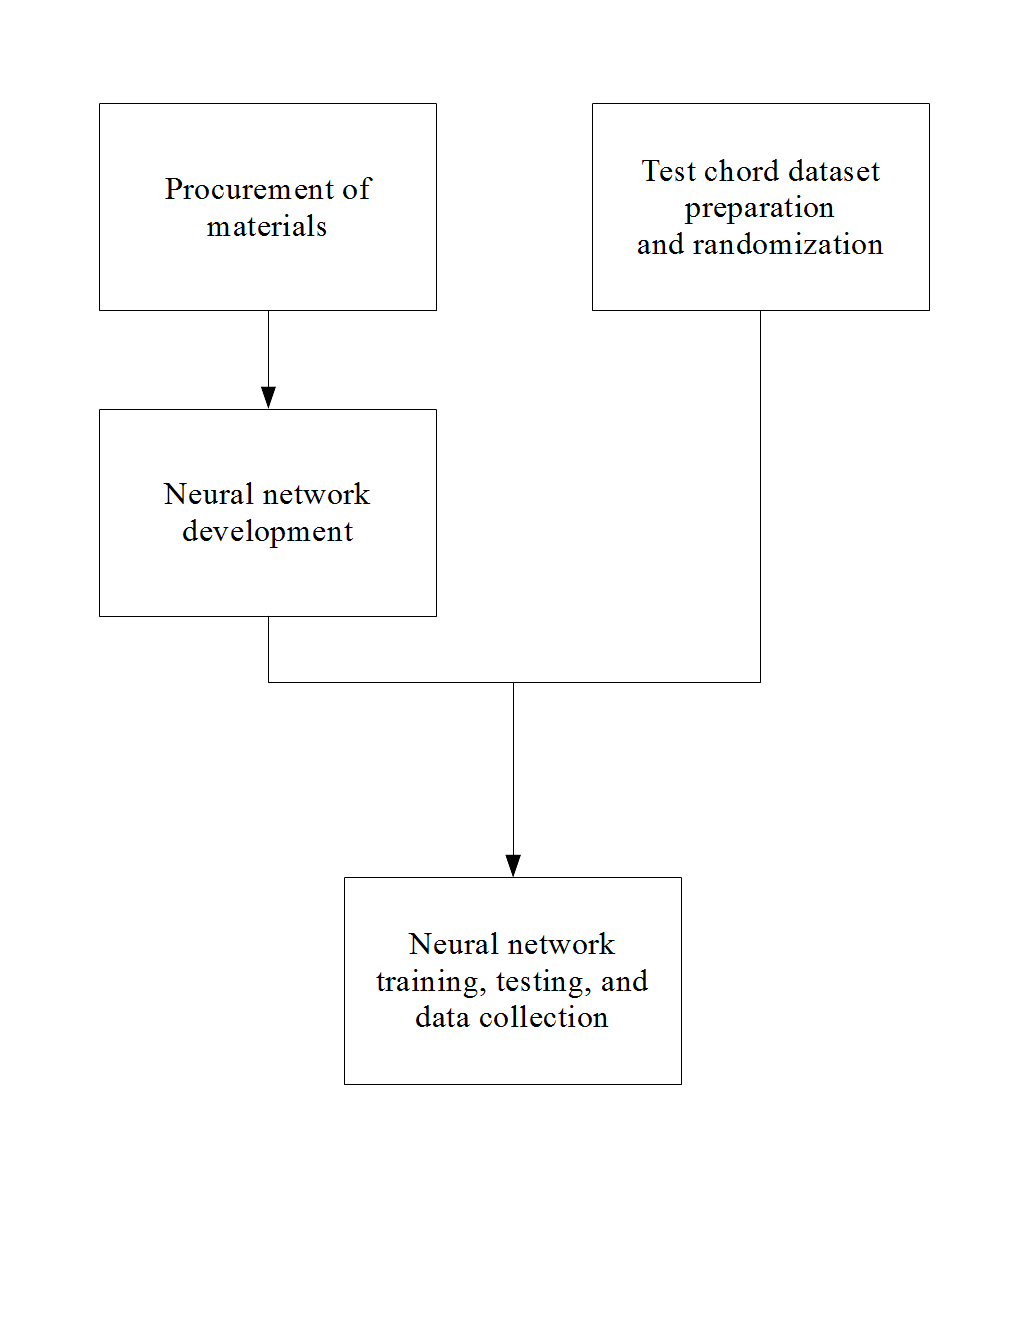 Procurement of
materials
Test chord dataset
preparation
and randomization
Neural network
development
Neural network
training, testing, and
data collection